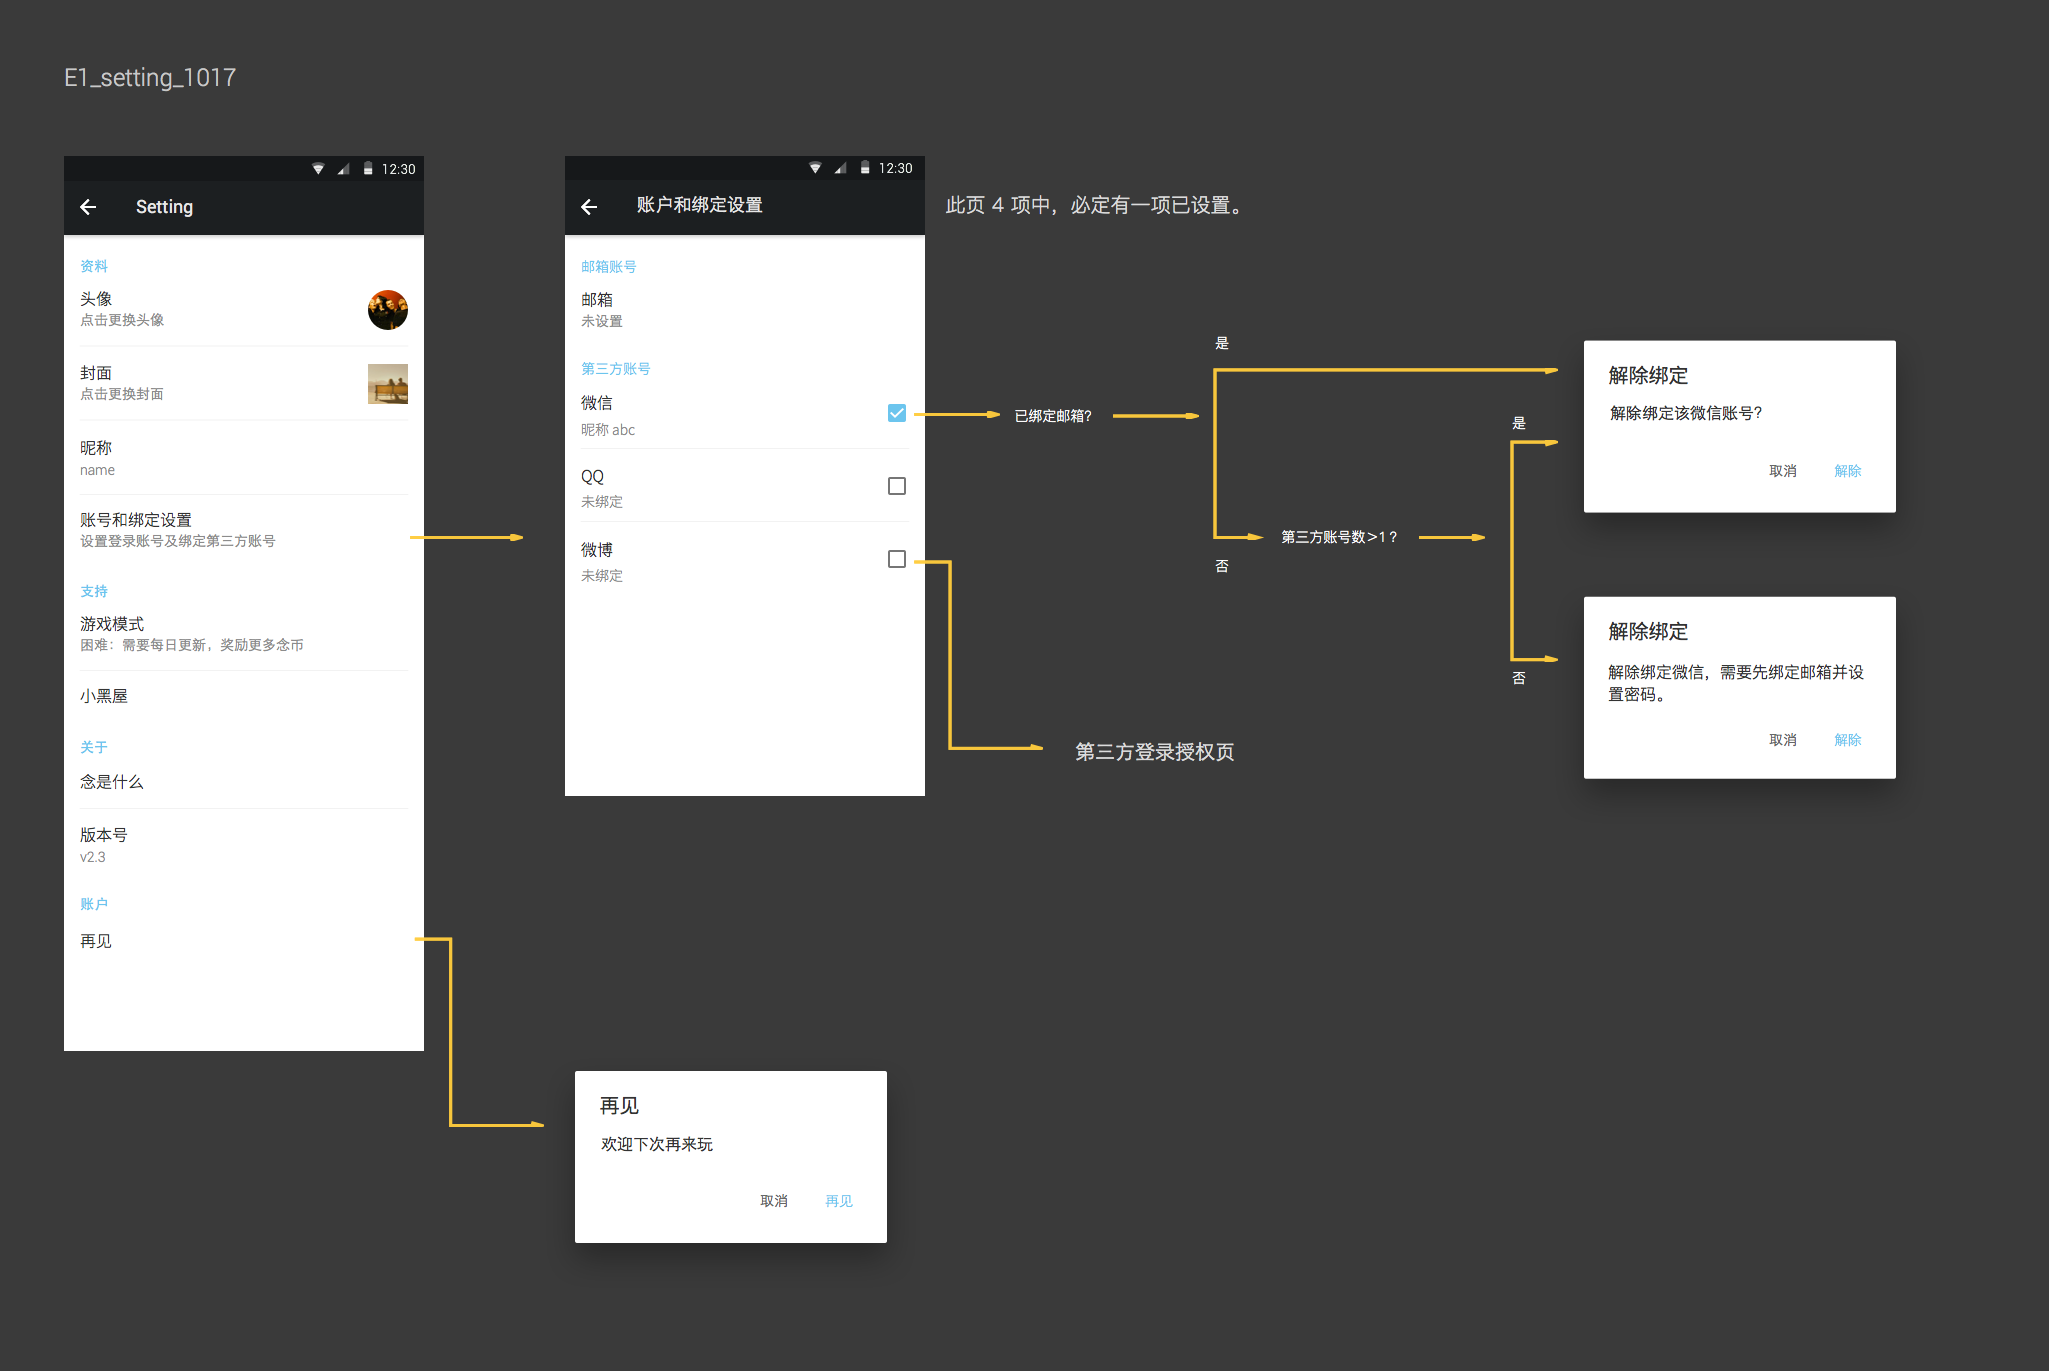 E1_setting_1017
12:30
Setting
资料
头像
点击更换头像
封面
点击更换封面
昵称
name
账号和绑定设置
设置登录账号及绑定第三方账号
支持
游戏模式
困难：需要每日更新，奖励更多念币
小黑屋
关于
念是什么
版本号
v2.3
账户
再见
12:30
账户和绑定设置
邮箱账号
邮箱
未设置
第三方账号
微信
昵称 abc
QQ
未绑定
微博
未绑定
此页 4 项中，必定有一项已设置。
已绑定邮箱？
是
否
第三方账号数>1？
是
否
第三方登录授权页
解除绑定
解除绑定该微信账号？
取消 解除
解除绑定
解除绑定微信，需要先绑定邮箱并设
置密码。
取消 解除
再见
欢迎下次再来玩
取消 再见